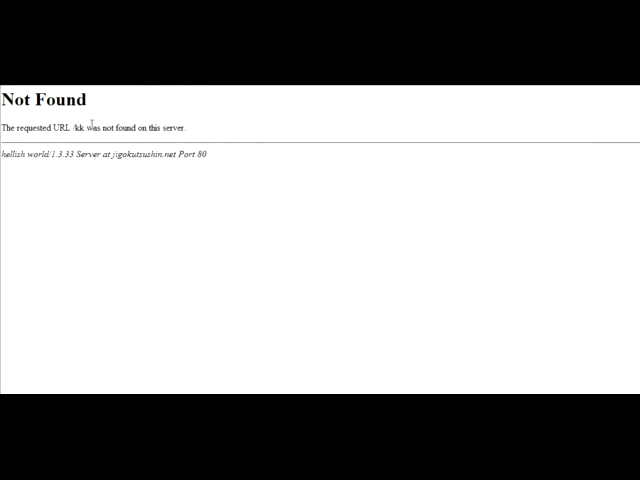 Not Found
The requested URL /kk was not found on this server.
hellish world/1.3.33 Server at jigokutsushin.net Port 80